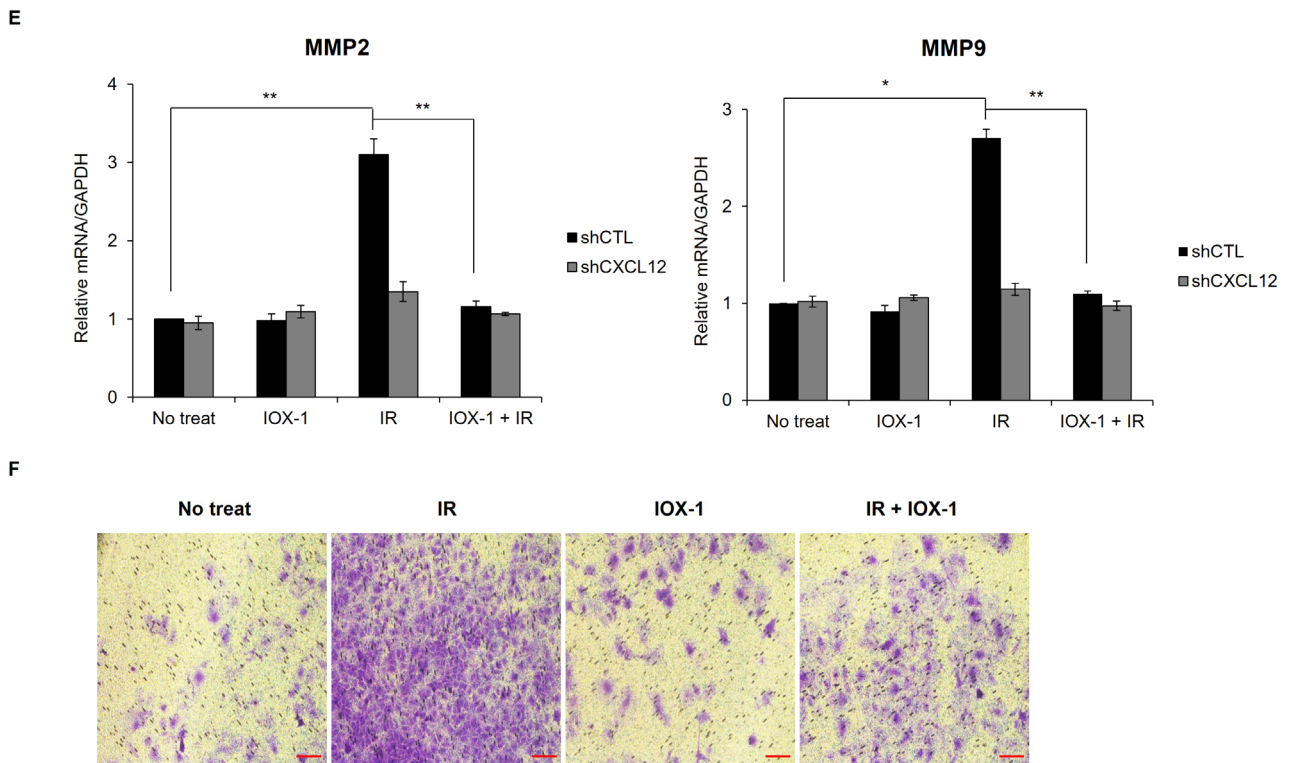 E
MMP2
Relative mRNA/GAPDH
4
3
2
1
0
**
**
No treat
IOX-1
IR
IOX-1 + IR
shCTL
shCXCL12
MMP9
Relative mRNA/GAPDH
3
2
1
0
*
**
No treat
IOX-1
IR
IOX-1 + IR
shCTL
shCXCL12
F
No treat
IR
IOX-1
IR + IOX-1